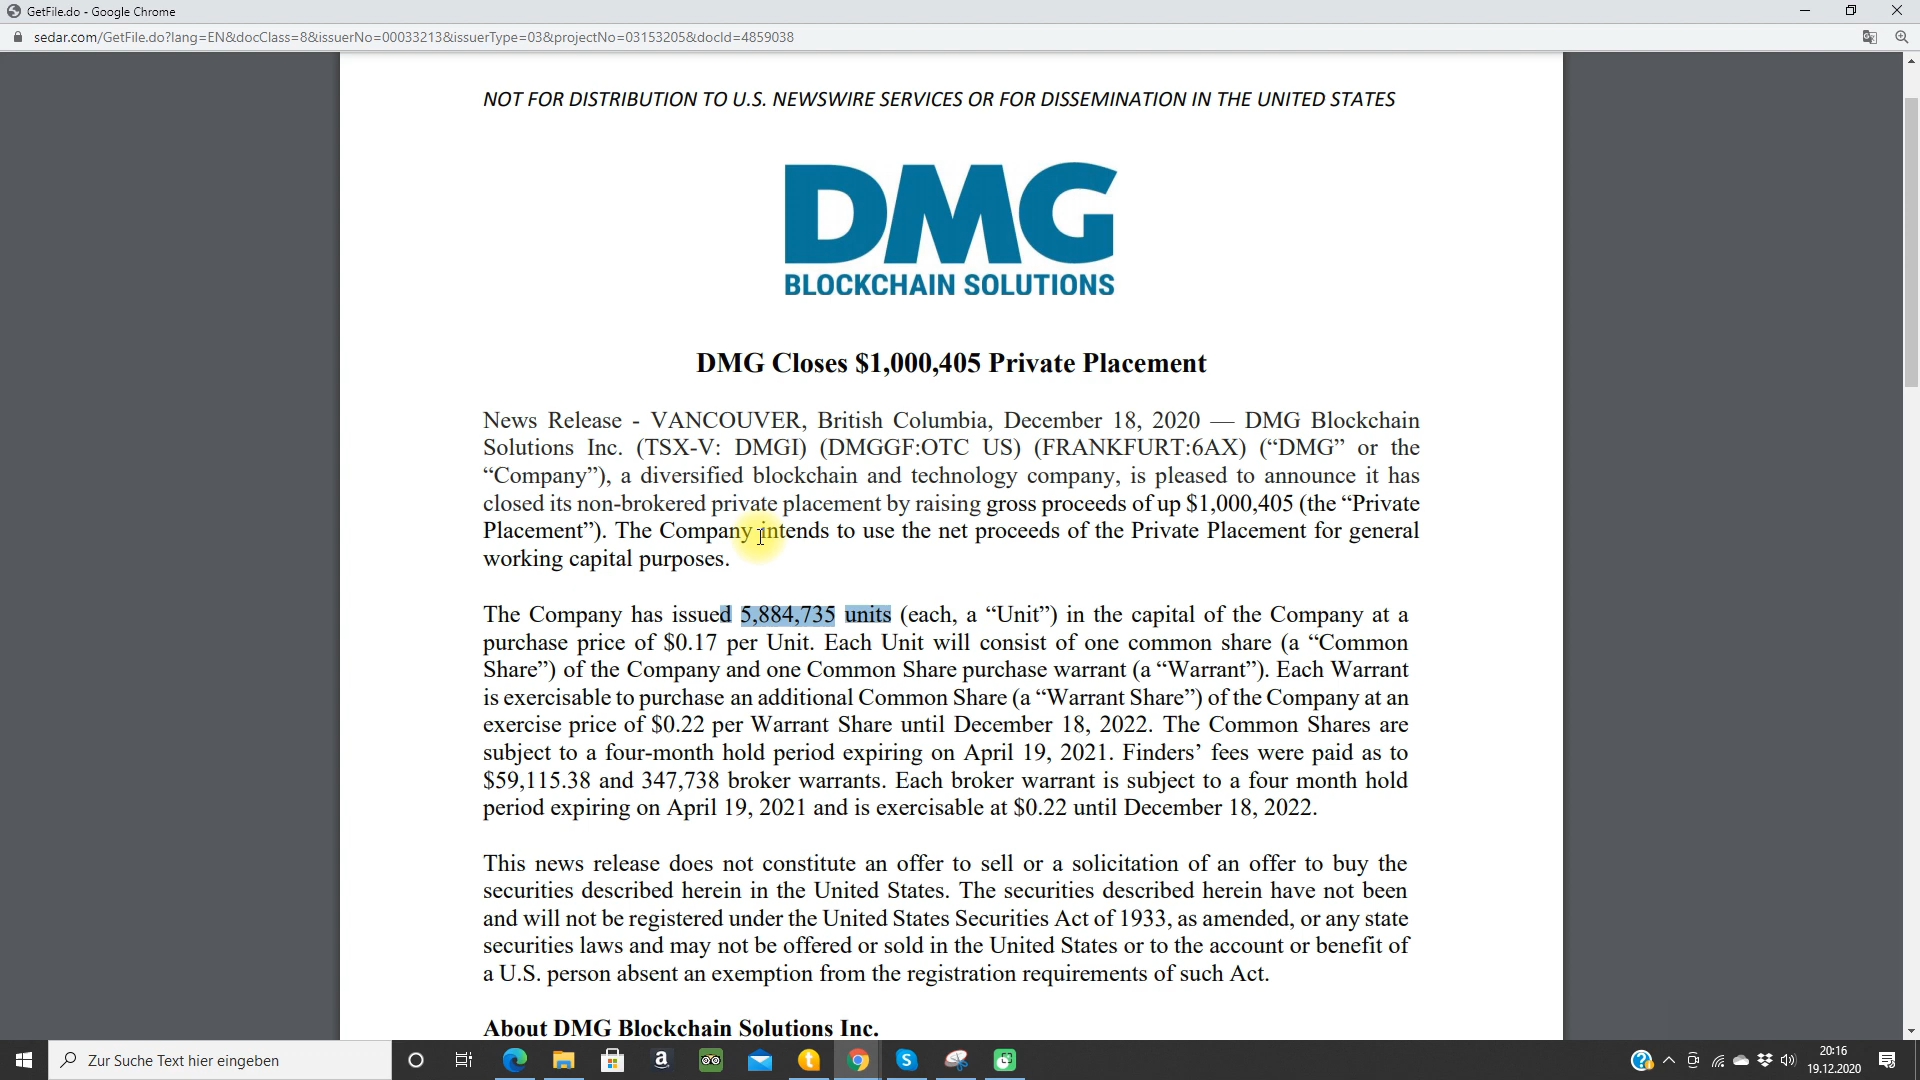 GetFile.do - Google Chrome
sedar.com/GetFile.do?lang=EN&docClass=8&issuerNo=00033213&issuerType=03&projectNo=03153205&docId=4859038
NOT FOR DISTRIBUTION TO U.S. NEWSWIRE SERVICES OR FOR DISSEMINATION IN THE UNITED STATES
DMG
BLOCKCHAIN SOLUTIONS
DMG Closes $1,000,405 Private Placement
News Release - VANCOUVER, British Columbia, December 18, 2020 — DMG Blockchain
Solutions Inc. (TSX-V: DMGI) (DMGGF:OTC US) (FRANKFURT:6AX) (“DMG” or the
“Company”), a diversified blockchain and technology company, is pleased to announce it has
closed its non-brokered private placement by raising gross proceeds of up $1,000,405 (the “Private
Placement”). The Company intends to use the net proceeds of the Private Placement for general
working capital purposes.
The Company has issued 5,884,735 units (each, a “Unit”) in the capital of the Company at a
purchase price of $0.17 per Unit. Each Unit will consist of one common share (a “Common
Share”) of the Company and one Common Share purchase warrant (a “Warrant”). Each Warrant
is exercisable to purchase an additional Common Share (a “Warrant Share”) of the Company at an
exercise price of $0.22 per Warrant Share until December 18, 2022. The Common Shares are
subject to a four-month hold period expiring on April 19, 2021. Finders’ fees were paid as to
$59,115.38 and 347,738 broker warrants. Each broker warrant is subject to a four month hold
period expiring on April 19, 2021 and is exercisable at $0.22 until December 18, 2022.
This news release does not constitute an offer to sell or a solicitation of an offer to buy the
securities described herein in the United States. The securities described herein have not been
and will not be registered under the United States Securities Act of 1933, as amended, or any state
securities laws and may not be offered or sold in the United States or to the account or benefit of
a U.S. person absent an exemption from the registration requirements of such Act.
About DMG Blockchain Solutions Inc.
Zur Suche Text hier eingeben
20:16
19.12.2020